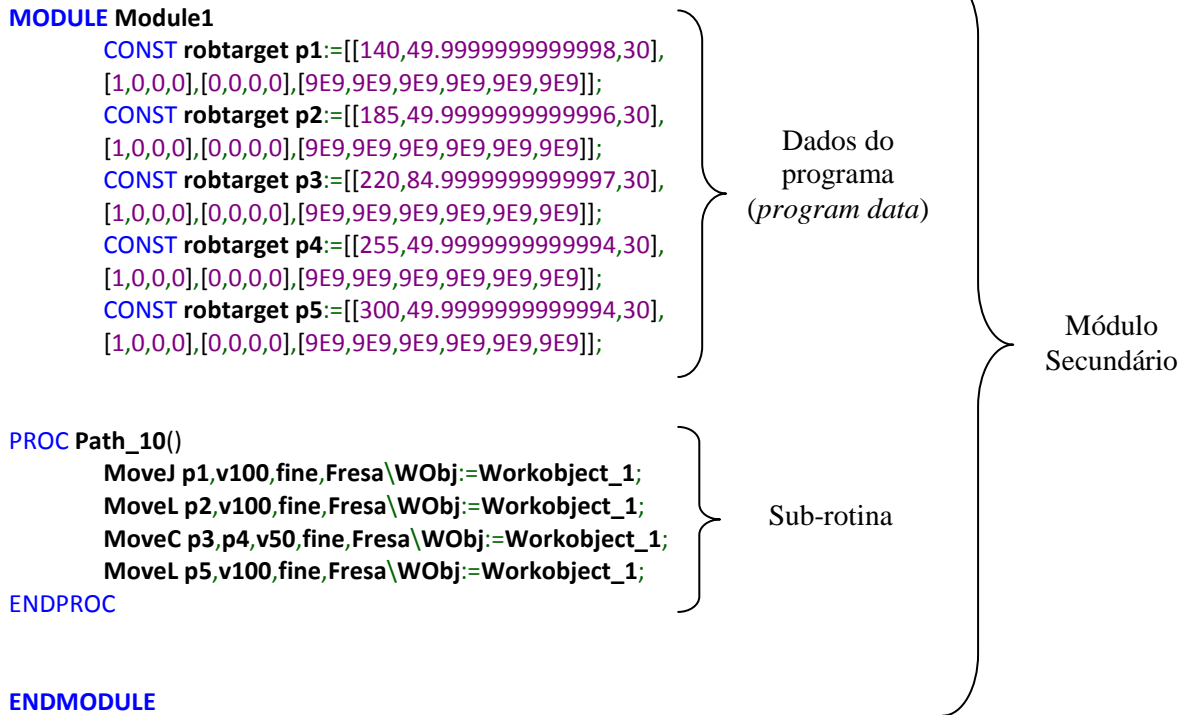 MODULE Module1
CONST robtarget p1:=[[140,49.9999999999998,30],
[1,0,0,0],[0,0,0,0],[9E9,9E9,9E9,9E9,9E9,9E9]];
CONST robtarget p2:=[[185,49.9999999999996,30],
[1,0,0,0],[0,0,0,0],[9E9,9E9,9E9,9E9,9E9,9E9]];
CONST robtarget p3:=[[220,84.9999999999997,30],
[1,0,0,0],[0,0,0,0],[9E9,9E9,9E9,9E9,9E9,9E9]];
CONST robtarget p4:=[[255,49.9999999999994,30],
[1,0,0,0],[0,0,0,0],[9E9,9E9,9E9,9E9,9E9,9E9]];
CONST robtarget p5:=[[300,49.9999999999994,30],
[1,0,0,0],[0,0,0,0],[9E9,9E9,9E9,9E9,9E9,9E9]];
Dados do
programa
(program data)
Módulo
Secundário
PROC Path_10()
MoveJ p1,v100,fine,Fresa\WObj:=Workobject_1;
MoveL p2,v100,fine,Fresa\WObj:=Workobject_1;
MoveC p3,p4,v50,fine,Fresa\WObj:=Workobject_1;
MoveL p5,v100,fine,Fresa\WObj:=Workobject_1;
ENDPROC
Sub-rotina
ENDMODULE